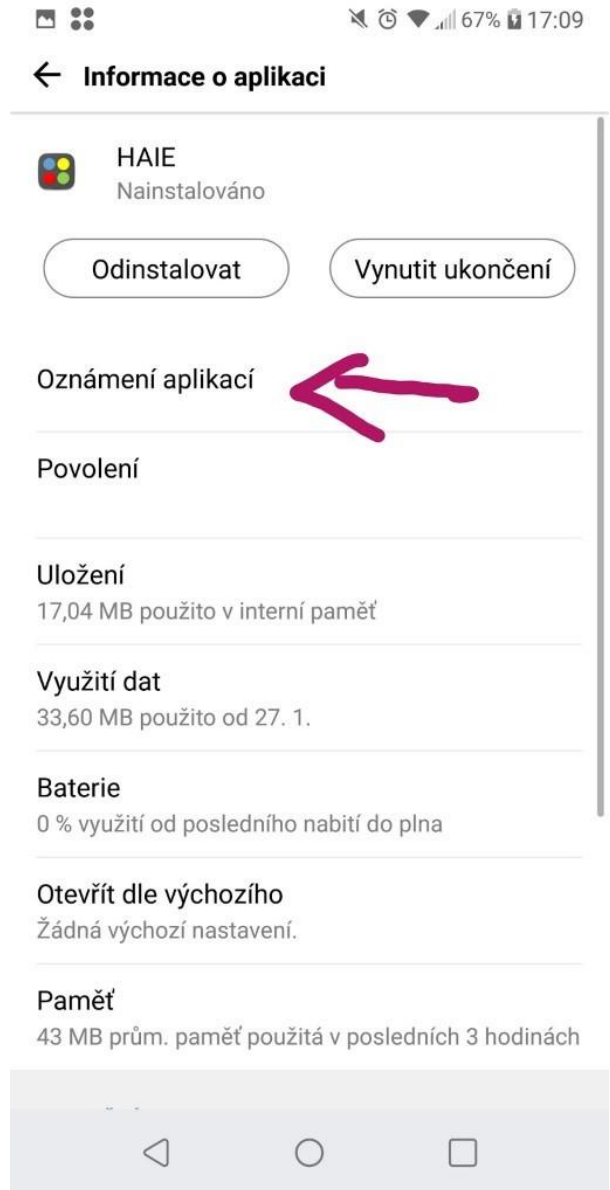 67% 17:09
Informace o aplikaci
HAIE
Nainstalováno
Odinstalovat Vynutit ukončení
Oznámení aplikací
Povolení
Uložení
17,04 MB použito v interní paměť
Využití dat
33,60 MB použito od 27. 1.
Baterie
0 % využití od posledního nabití do plna
Otevřít dle výchozího
Žádná výchozí nastavení.
Paměť
43 MB prům. paměť použitá v posledních 3 hodinách